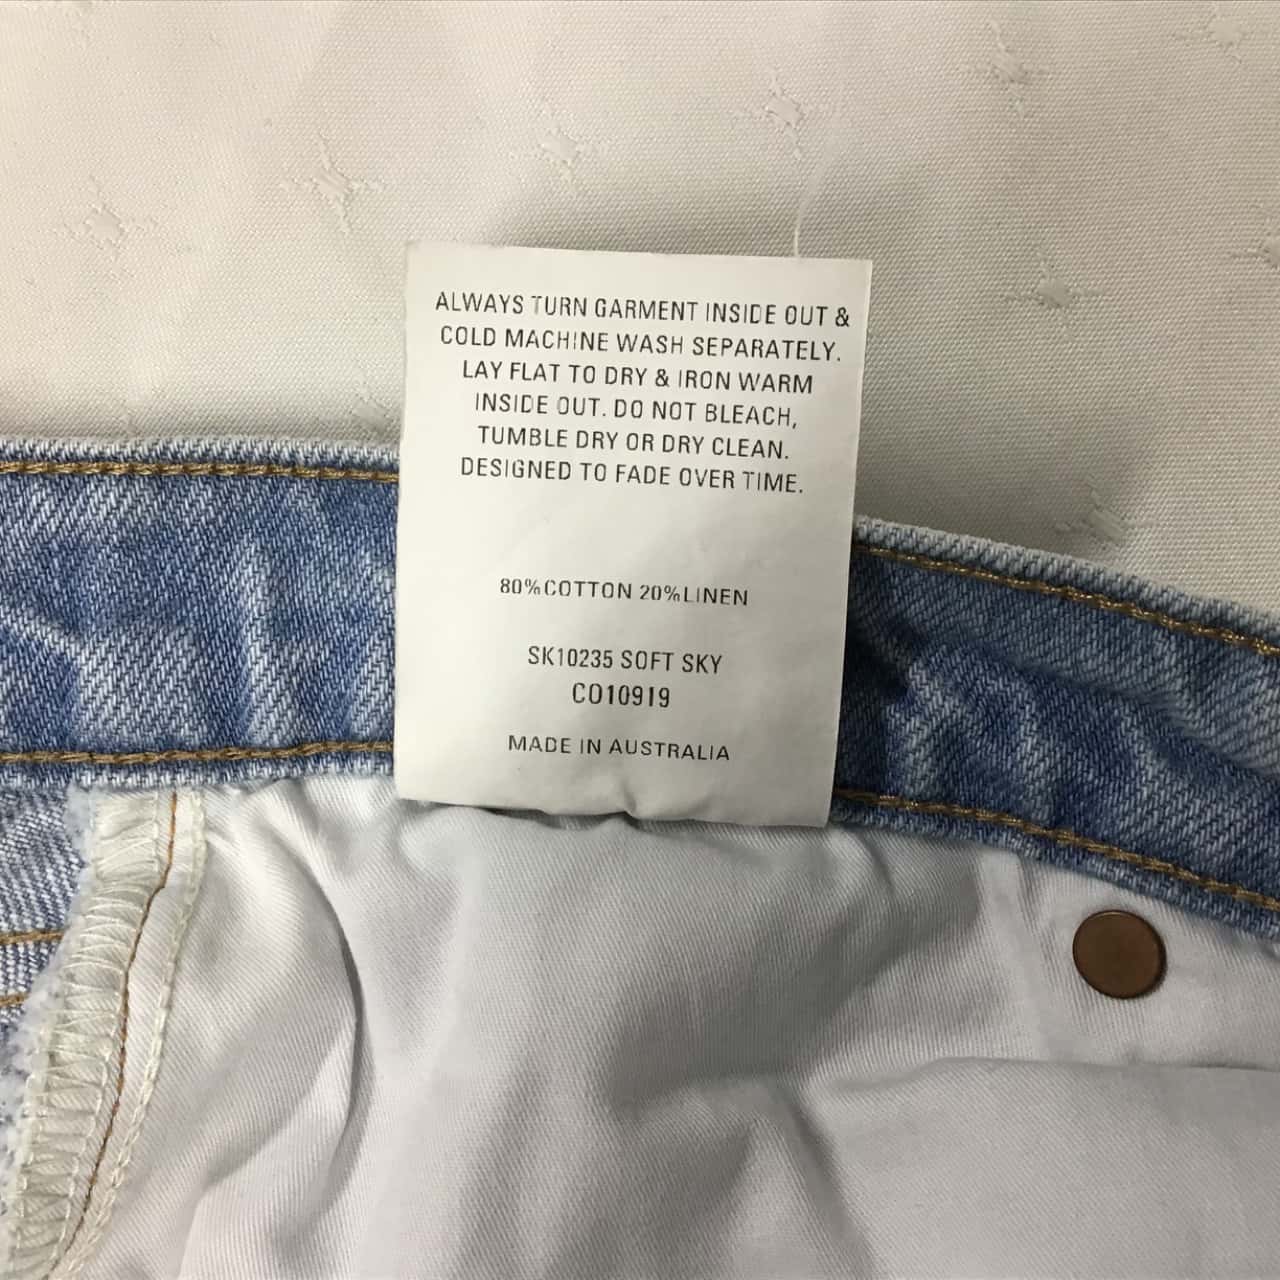 ALWAYS TURN GARMENT INSIDE OUT &
COLD MACHINE WASH SEPARATELY.
LAY FLAT TO DRY & IRON WARM
INSIDE OUT. DO NOT BLEACH,
TUMBLE DRY OR DRY CLEAN.
DESIGNED TO FADE OVER TIME.
80%COTTON 20%LINEN
SK10235 SOFT SKY
CO10919
MADE IN AUSTRALIA